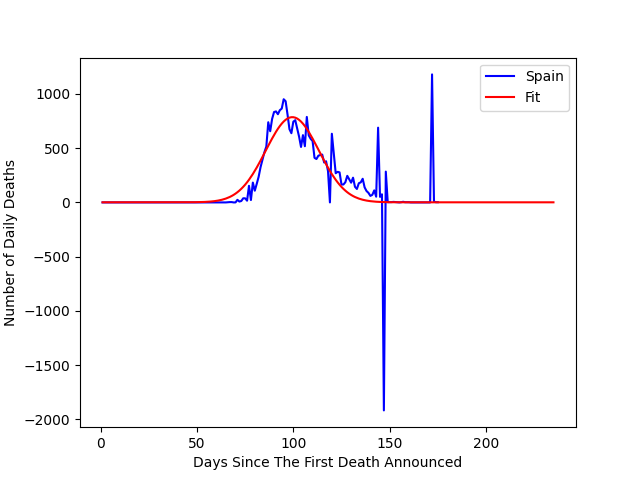 Spain
Fit
1000
500
0
−500
−1000
−1500
−2000
Number of Daily Deaths
0 50 100 150 200
Days Since The First Death Announced